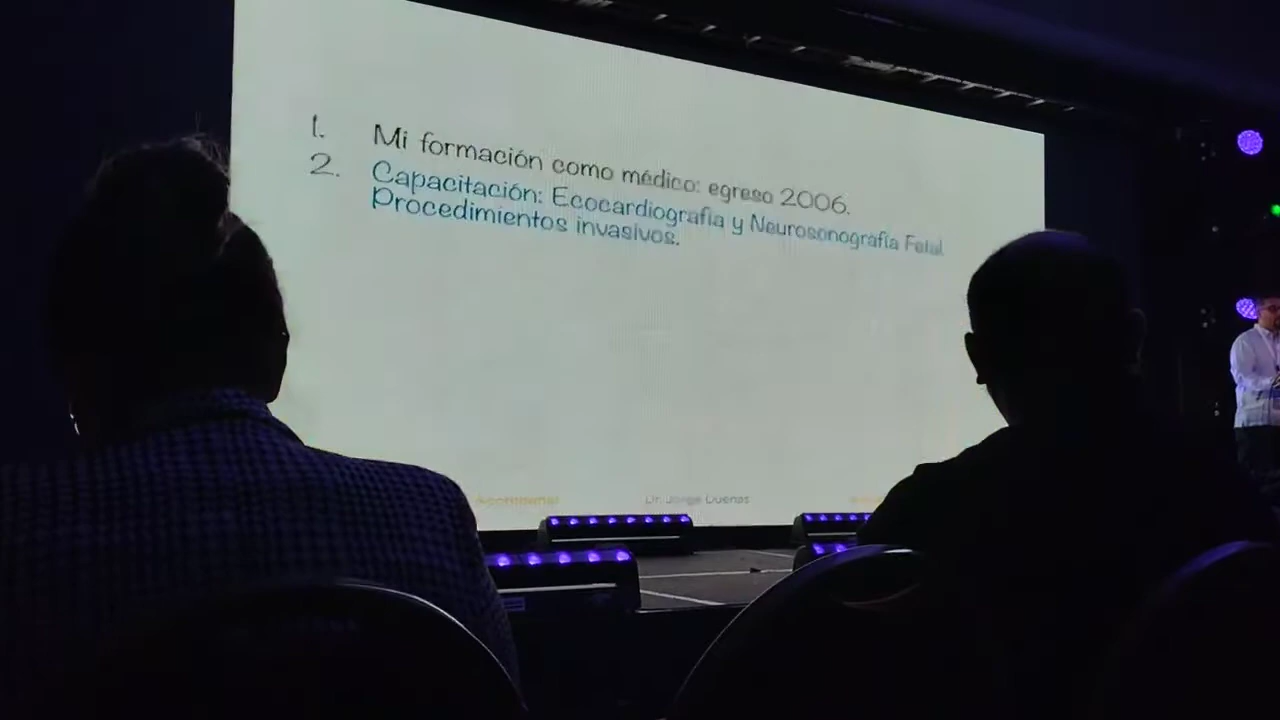 1. Mi formación como médico: egreso 2006.
2. Capacitación: Ecocardiografía y Neurosonografía Fetal.
Procedimientos invasivos.
Dr. Jorge Dueñas